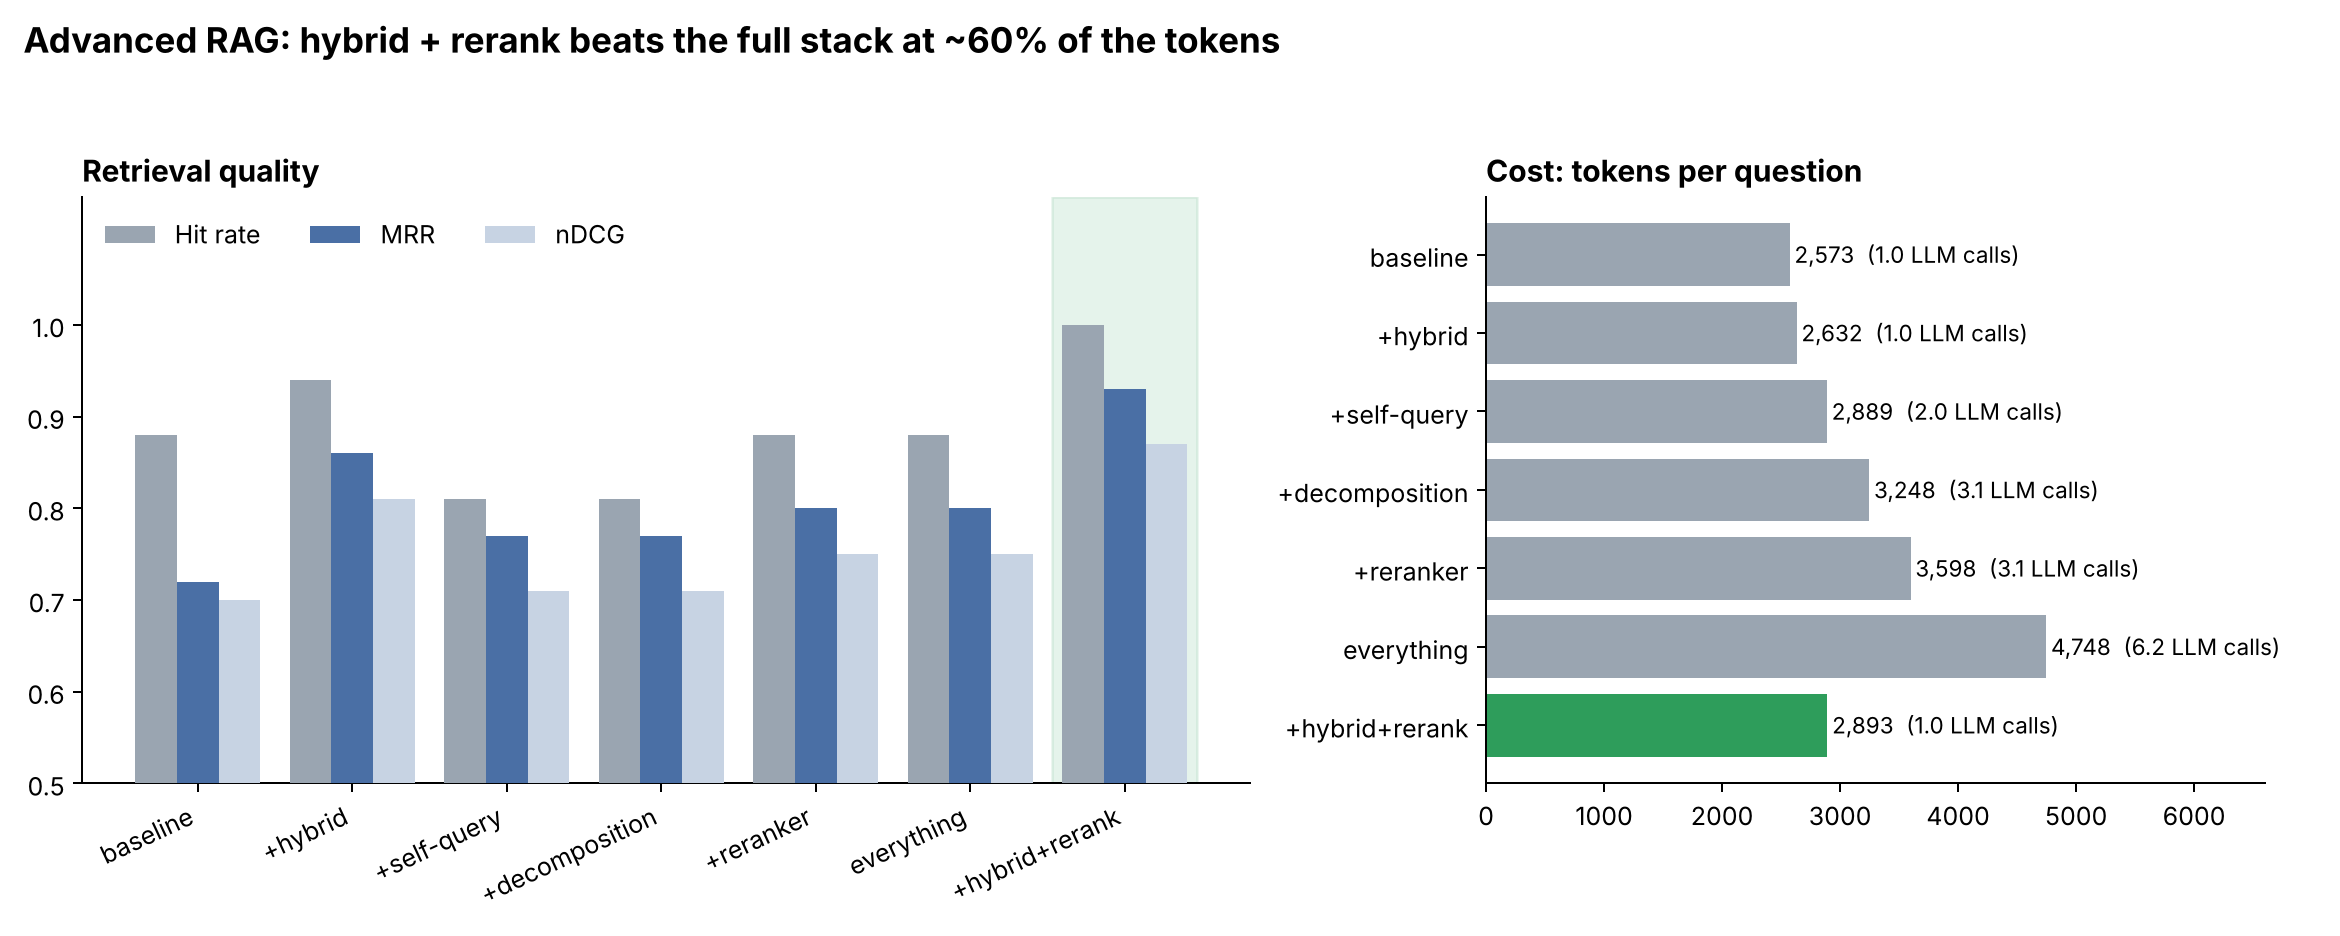 Advanced RAG: hybrid + rerank beats the full stack at ~60% of the tokens
Retrieval quality
Hit rate
MRR
nDCG
1.0
0.9
0.8
0.7
0.6
0.5
baseline
+hybrid
+self-query
+decomposition
+reranker
everything
+hybrid+rerank
Cost: tokens per question
baseline 2,573 (1.0 LLM calls)
+hybrid 2,632 (1.0 LLM calls)
+self-query 2,889 (2.0 LLM calls)
+decomposition 3,248 (3.1 LLM calls)
+reranker 3,598 (3.1 LLM calls)
everything 4,748 (6.2 LLM calls)
+hybrid+rerank 2,893 (1.0 LLM calls)
0 1000 2000 3000 4000 5000 6000